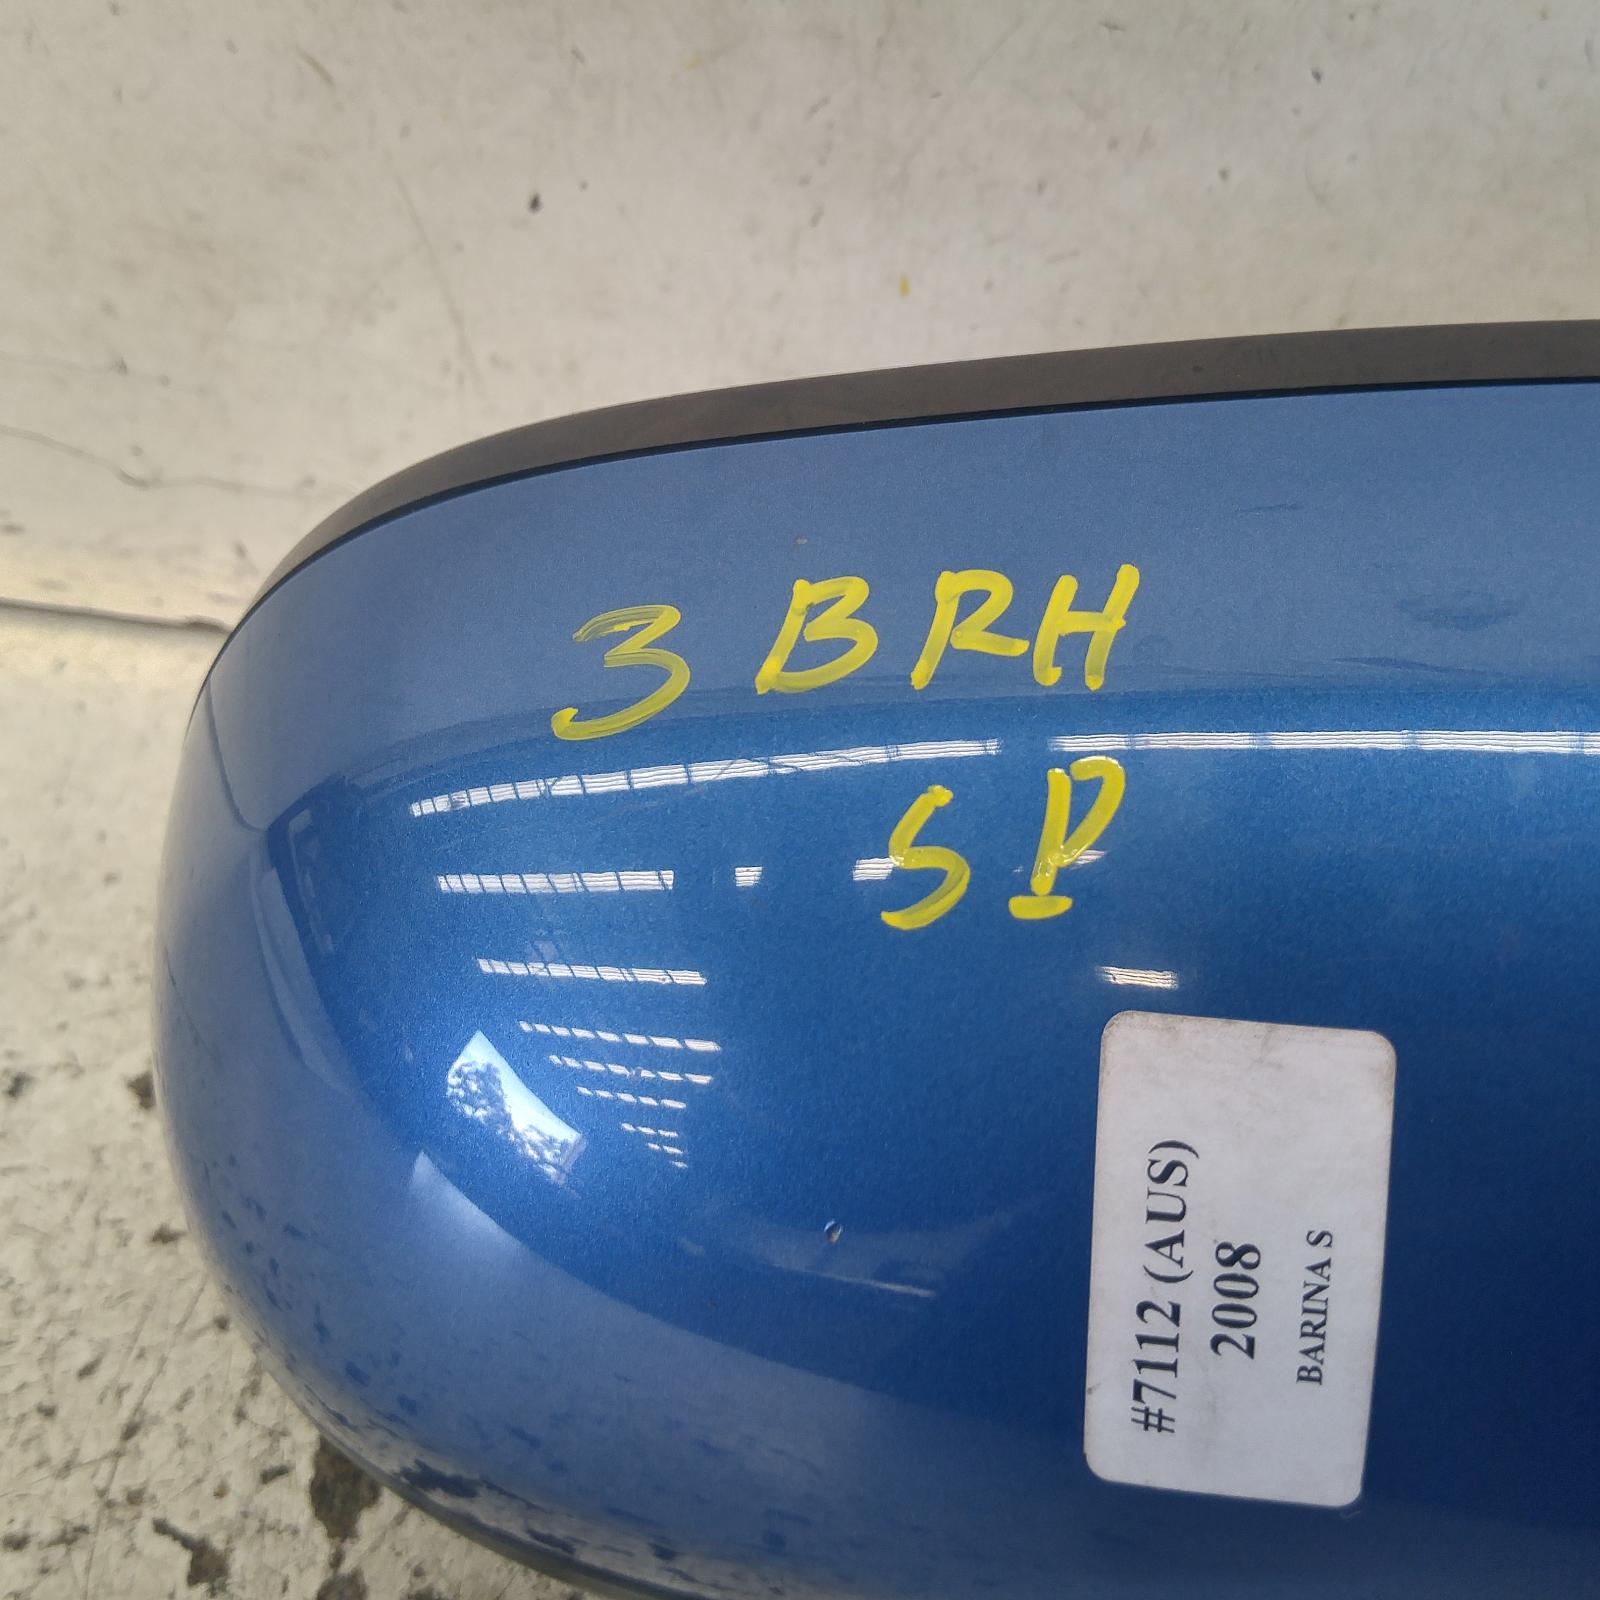 3 BRH
SP
#7112 (AUS)
2008
BARINA S